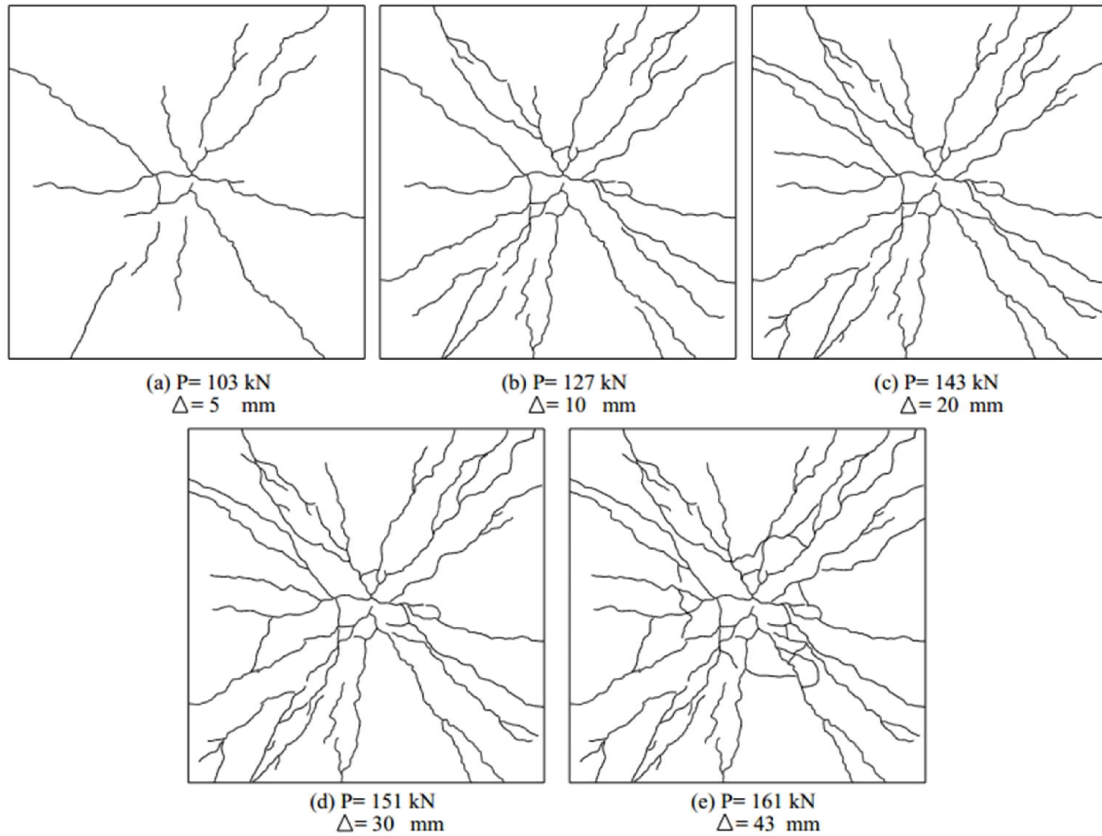 (a) P= 103 kN
△= 5 mm
(b) P= 127 kN
△= 10 mm
(c) P= 143 kN
△= 20 mm
(d) P= 151 kN
△= 30 mm
(e) P= 161 kN
△= 43 mm